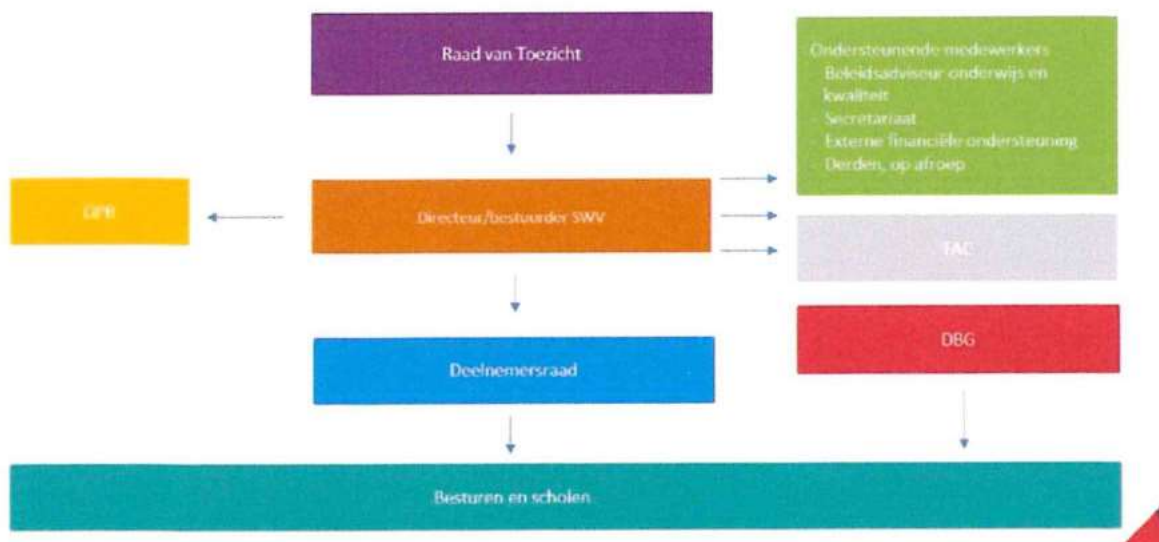 Raad van Toezicht
Ondersteunende medewerkers
- Beleidsadviseur onderwijs en
kwaliteit
- Secretariaat
- Externe financiële ondersteuning
- Derden, op afroep
OPR
Directeur/bestuurder SWV
TAC
DBG
Deelnemersraad
Besturen en scholen